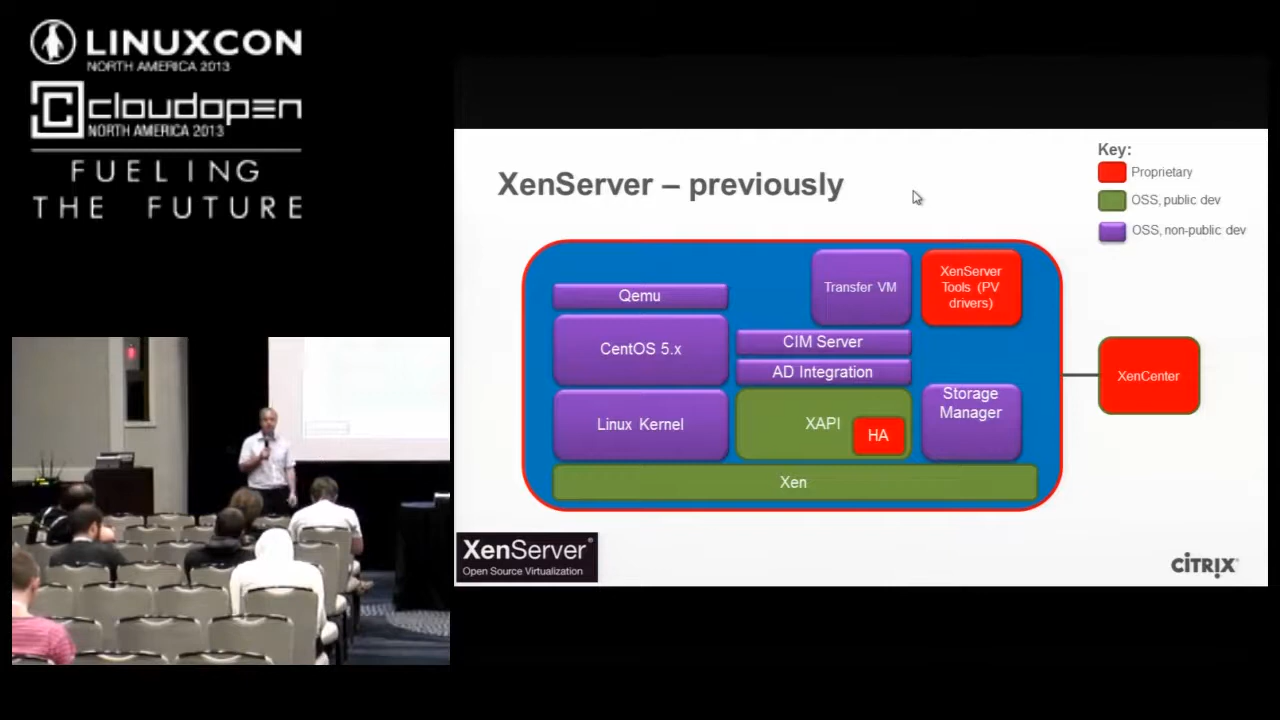 LINUXCON
NORTH AMERICA 2013
cloudopen
NORTH AMERICA 2013
FUELING
THE FUTURE
XenServer – previously
Key:
Proprietary
OSS, public dev
OSS, non-public dev
Transfer VM
XenServer
Tools (PV
drivers)
Qemu
CentOS 5.x
CIM Server
AD Integration
XenCenter
Linux Kernel
XAPI
HA
Storage
Manager
Xen
XenServer®
Open Source Virtualization
CITRIX